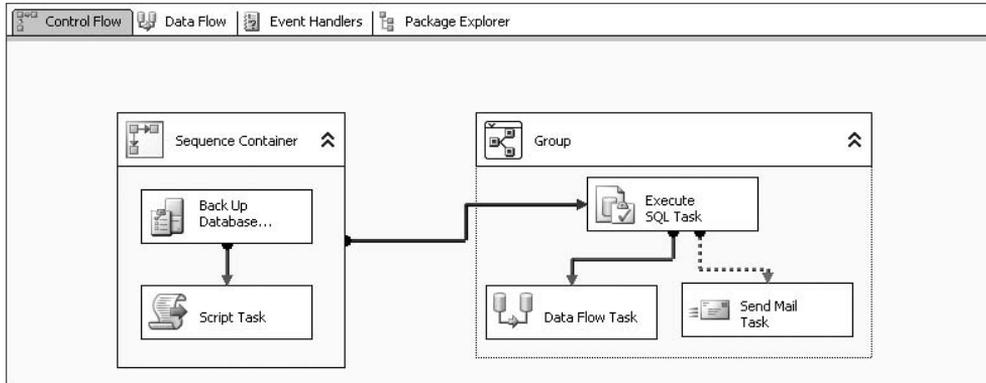 Control Flow Data Flow Event Handlers Package Explorer
Sequence Container
Group
Back Up
Database...
Execute
SQL Task
Script Task
Data Flow Task
Send Mail
Task